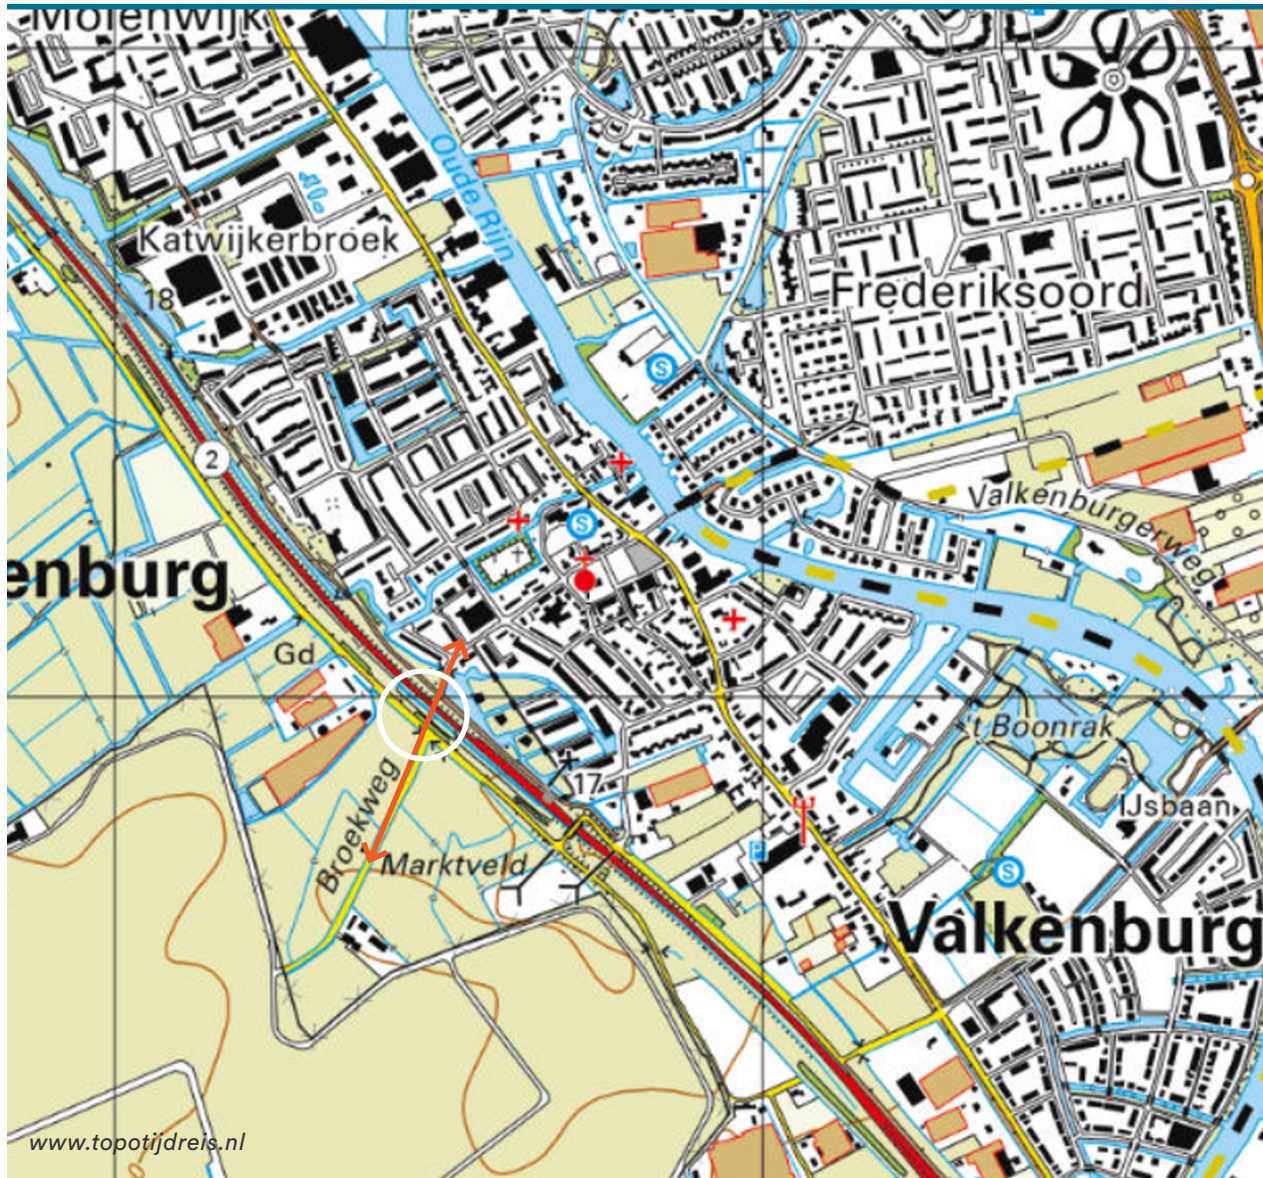 Molenwijk
Oude Rijn
Katwijkerbroek
18
Frederiksoord
S
2
Valkenburgerweg
S
enburg
Gd
't Boonrak
17
IJsbaan
Broekweg
Marktveld
P
S
Valkenburg
www.topotijdreis.nl